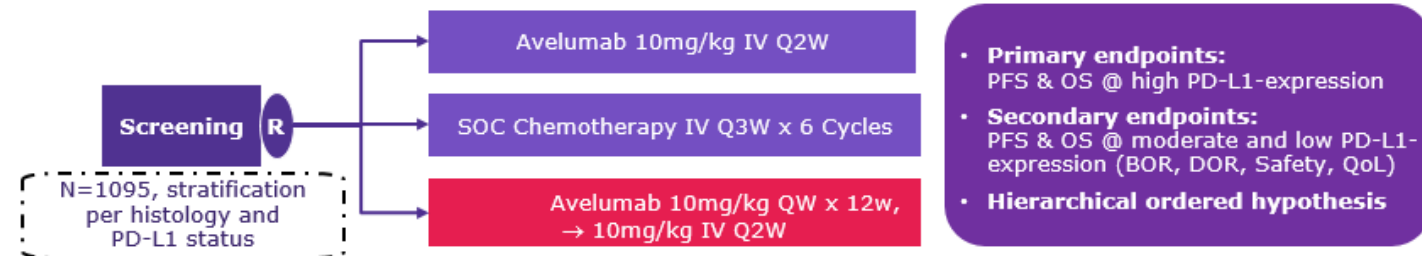 Screening
R
N=1095, stratification
per histology and
PD-L1 status
Avelumab 10mg/kg IV Q2W
SOC Chemotherapy IV Q3W x 6 Cycles
Avelumab 10mg/kg QW x 12w,
→ 10mg/kg IV Q2W
• Primary endpoints:
PFS & OS @ high PD-L1-expression
• Secondary endpoints:
PFS & OS @ moderate and low PD-L1-
expression (BOR, DOR, Safety, QoL)
• Hierarchical ordered hypothesis